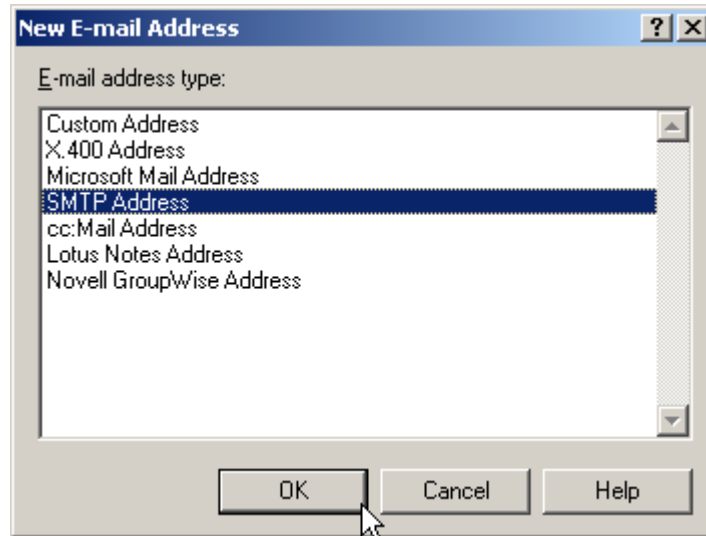 New E-mail Address
E-mail address type:
Custom Address
X.400 Address
Microsoft Mail Address
SMTP Address
cc:Mail Address
Lotus Notes Address
Novell GroupWise Address
OK Cancel Help